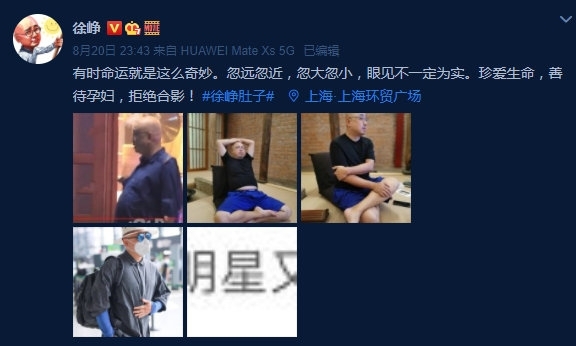 徐峥
8月20日 23:43 来自 HUAWEI Mate Xs 5G 已编辑
有时命运就是这么奇妙。忽远忽近，忽大忽小，眼见不一定为实。珍爱生命，善
待孕妇，拒绝合影！#徐峥肚子# 上海·上海环贸广场
明星又